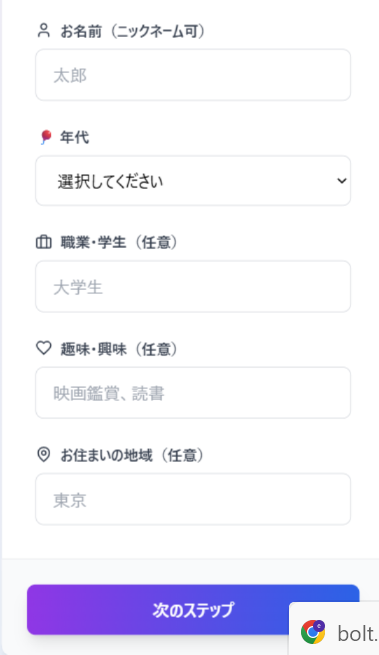 お名前（ニックネーム可）
太郎
年代
選択してください
職業・学生（任意）
大学生
趣味・興味（任意）
映画鑑賞、読書
お住まいの地域（任意）
東京
次のステップ
bolt.